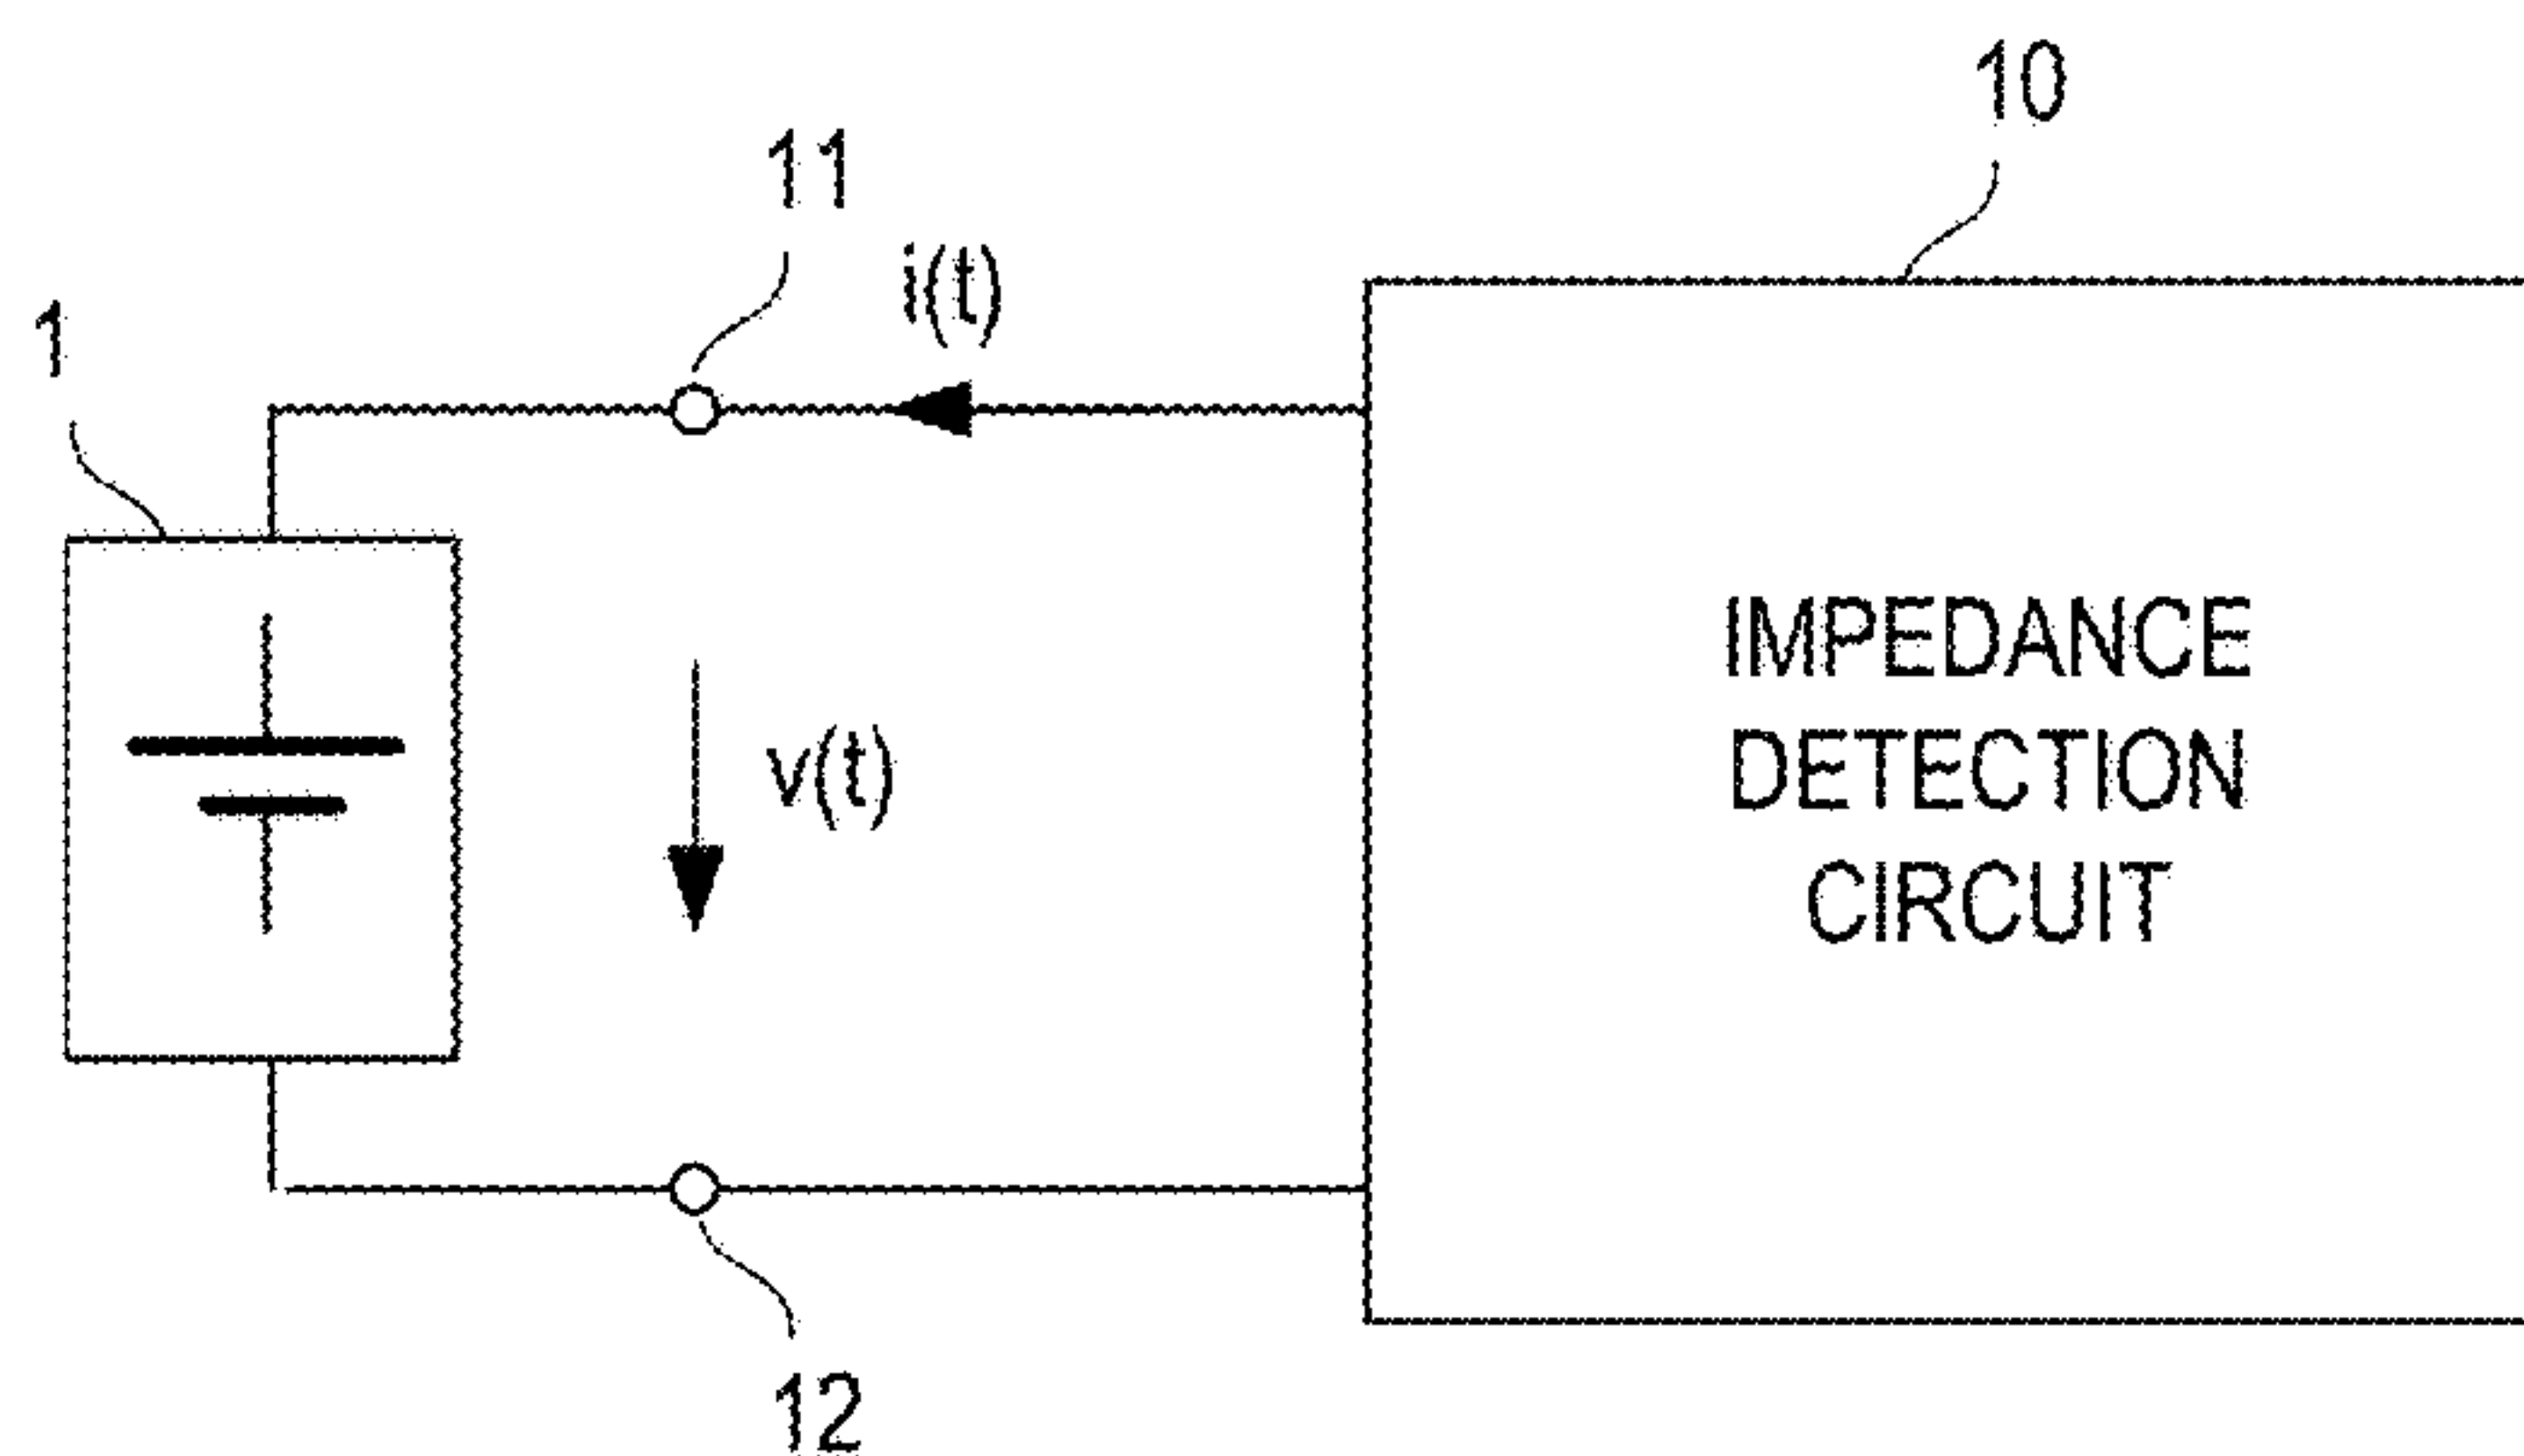 10
11
i(t)
1
IMPEDANCE
DETECTION
CIRCUIT
v(t)
12